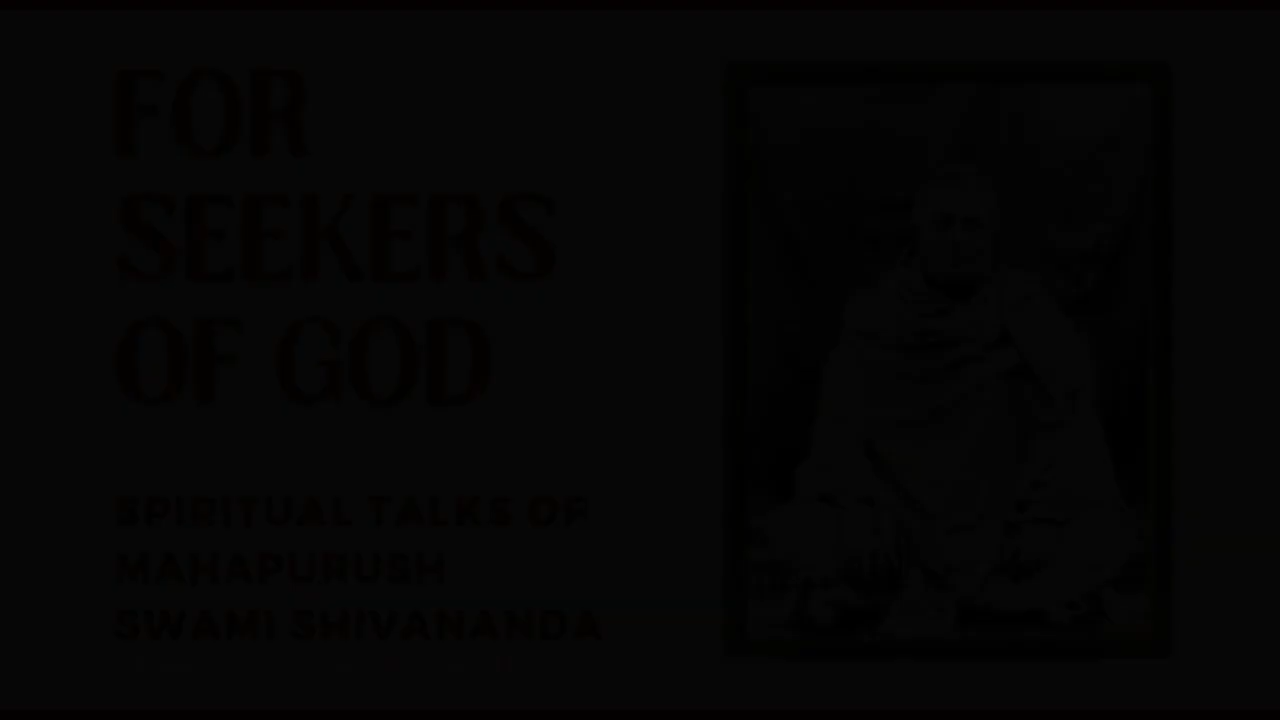 FOR
SEEKERS
OF GOD
SPIRITUAL TALKS OF
MAHAPURUSH
SWAMI SHIVANANDA